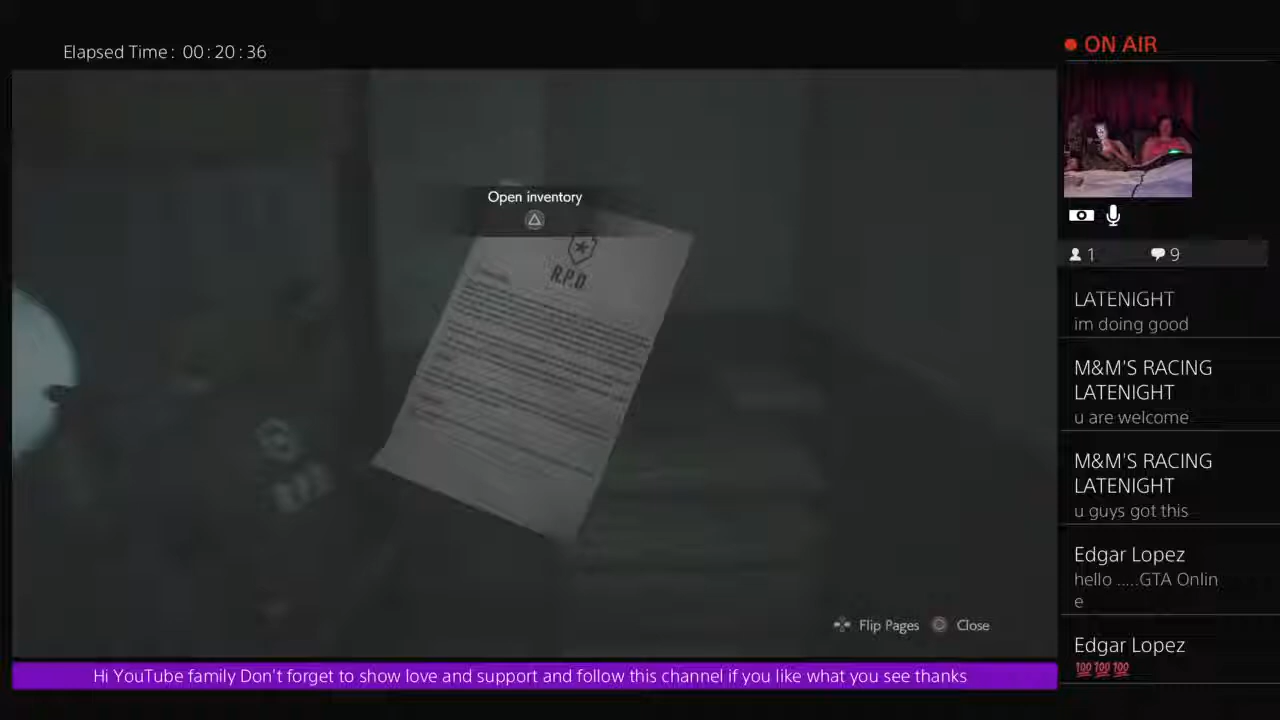 Elapsed Time: 00:20:36
ON AIR
Open inventory
R.P.D.
1
9
LATENIGHT
im doing good
M&M'S RACING
LATENIGHT
u are welcome
M&M'S RACING
LATENIGHT
u guys got this
Edgar Lopez
hello .....GTA Onlin
e
Edgar Lopez
💯💯💯
Flip Pages
Close
Hi YouTube family Don't forget to show love and support and follow this channel if you like what you see thanks